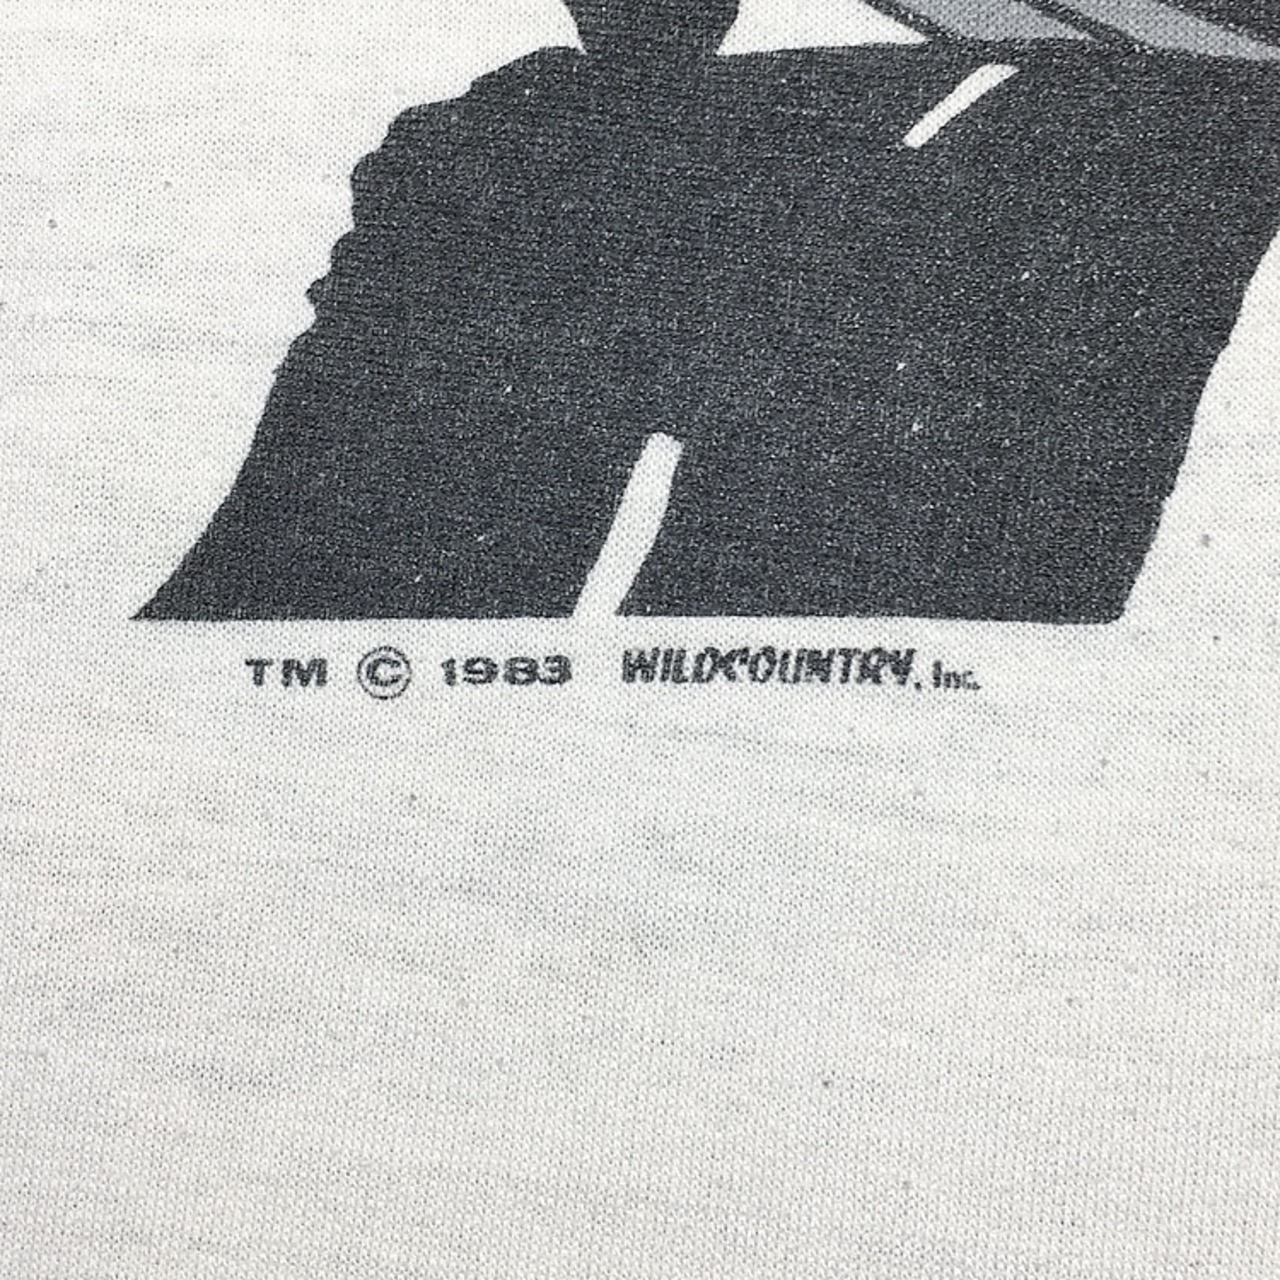 TM © 1983 WILDCOUNTRY, Inc.